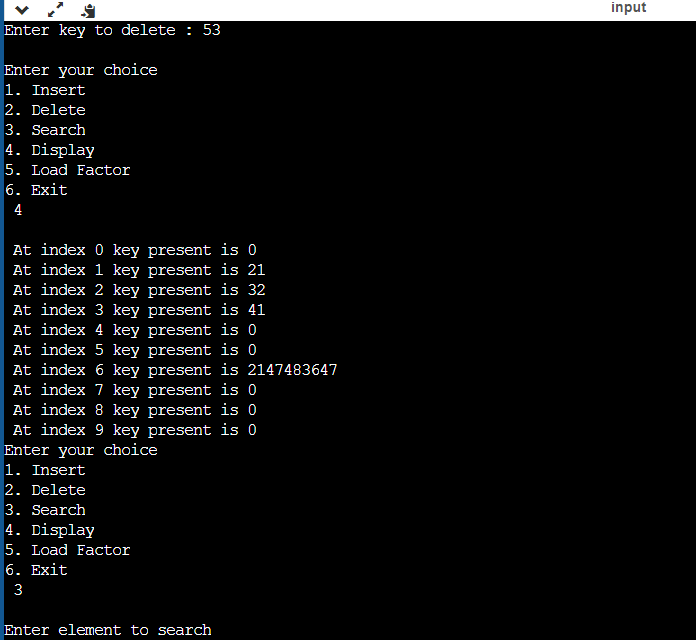 input
Enter key to delete : 53
Enter your choice
1. Insert
2. Delete
3. Search
4. Display
5. Load Factor
6. Exit
4
At index 0 key present is 0
At index 1 key present is 21
At index 2 key present is 32
At index 3 key present is 41
At index 4 key present is 0
At index 5 key present is 0
At index 6 key present is 2147483647
At index 7 key present is 0
At index 8 key present is 0
At index 9 key present is 0
Enter your choice
1. Insert
2. Delete
3. Search
4. Display
5. Load Factor
6. Exit
3
Enter element to search